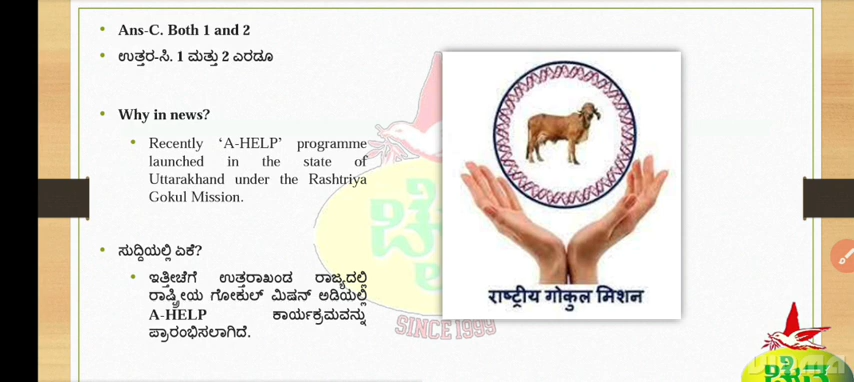 Ans-C. Both 1 and 2
ಉತ್ತರ-ಸಿ. 1 ಮತ್ತು 2 ಎರಡೂ
Why in news?
Recently ‘A-HELP’ programme
launched in the state of
Uttarakhand under the Rashtriya
Gokul Mission.
ಸುದ್ದಿಯಲ್ಲಿ ಏಕೆ?
ಇತ್ತೀಚೆಗೆ ಉತ್ತರಾಖಂಡ ರಾಜ್ಯದಲ್ಲಿ
ರಾಷ್ಟ್ರೀಯ ಗೋಕುಲ್ ಮಿಷನ್ ಅಡಿಯಲ್ಲಿ
A-HELP ಕಾರ್ಯಕ್ರಮವನ್ನು
ಪ್ರಾರಂಭಿಸಲಾಗಿದೆ.
राष्ट्रीय गोकुल मिशन
SINCE 1999